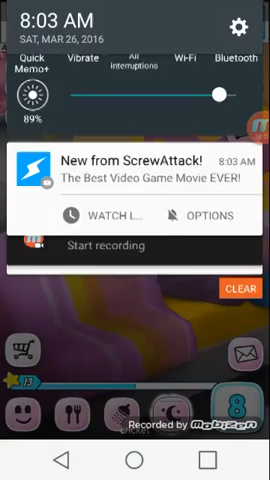 8:03 AM
SAT, MAR 26, 2016
Quick Memo+
Vibrate
All interruptions
Wi-Fi
Bluetooth
89%
New from ScrewAttack!
8:03 AM
The Best Video Game Movie EVER!
WATCH L...
OPTIONS
Start recording
CLEAR
13
8
Recorded by Mobizen